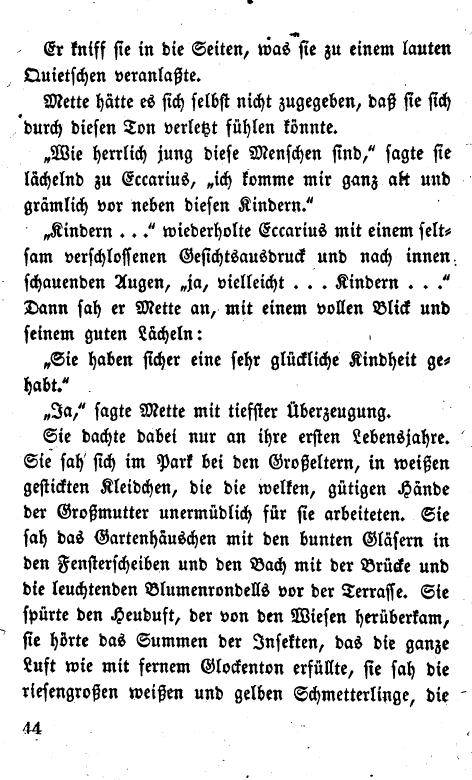 Er kniff sie in die Seiten, was sie zu einem lauten
Quietschen veranlaßte.
Mette hätte es sich selbst nicht zugegeben, daß sie sich
durch diesen Ton verletzt fühlen könnte.
„Wie herrlich jung diese Menschen sind,“ sagte sie
lächelnd zu Eccarius, „ich komme mir ganz alt und
grämlich vor neben diesen Kindern.“
„Kindern . . .“ wiederholte Eccarius mit einem selt-
sam verschlossenen Gesichtsausdruck und nach innen
schauenden Augen, „ja, vielleicht . . . Kindern . . .“
Dann sah er Mette an, mit einem vollen Blick und
seinem guten Lächeln:
„Sie haben sicher eine sehr glückliche Kindheit ge-
habt.“
„Ja,“ sagte Mette mit tiefster Überzeugung.
Sie dachte dabei nur an ihre ersten Lebensjahre.
Sie sah sich im Park bei den Großeltern, in weißen
gestickten Kleidchen, die die welken, gütigen Hände
der Großmutter unermüdlich für sie arbeiteten. Sie
sah das Gartenhäuschen mit den bunten Gläsern in
den Fensterscheiben und den Bach mit der Brücke und
die leuchtenden Blumenrondells vor der Terrasse. Sie
spürte den Heuduft, der von den Wiesen herüberkam,
sie hörte das Summen der Insekten, das die ganze
Luft wie mit fernem Glockenton erfüllte, sie sah die
riesengroßen weißen und gelben Schmetterlinge, die
44